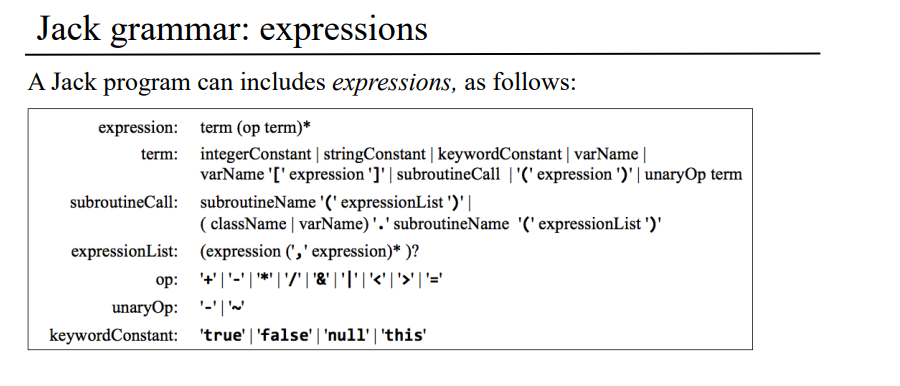 Jack grammar: expressions
A Jack program can includes expressions, as follows:
expression: term (op term)*
term: integerConstant | stringConstant | keywordConstant | varName |
varName '[' expression ']' | subroutineCall | '(' expression ')' | unaryOp term
subroutineCall: subroutineName '(' expressionList ')' |
( className | varName) '.' subroutineName '(' expressionList ')'
expressionList: (expression (',' expression)* )?
op: '+' | '-' | '*' | '/' | '&' | '|' | '<' | '>' | '='
unaryOp: '-' | '~'
keywordConstant: 'true' | 'false' | 'null' | 'this'